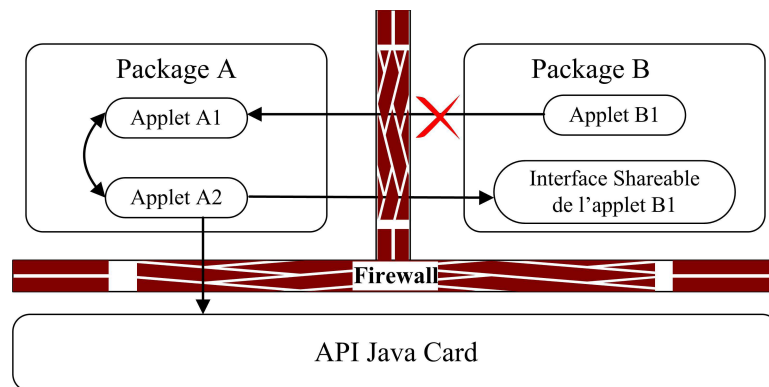 Package A
Package B
Applet A1
Applet B1
Applet A2
Interface Shareable
de l’applet B1
Firewall
API Java Card